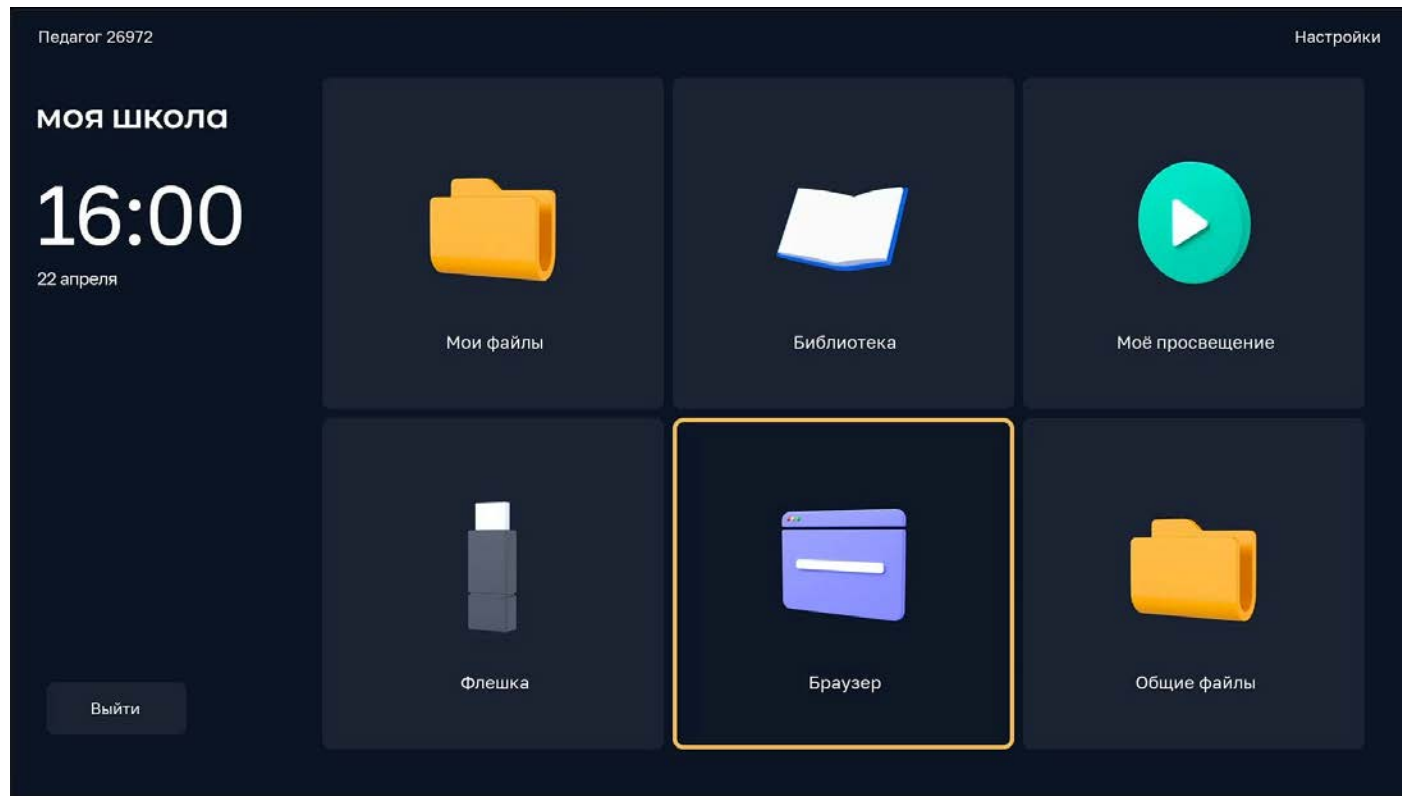 Педагог 26972
Настройки
моя школа
16:00
22 апреля
Мои файлы
Библиотека
Моё просвещение
Флешка
Браузер
Общие файлы
Выйти